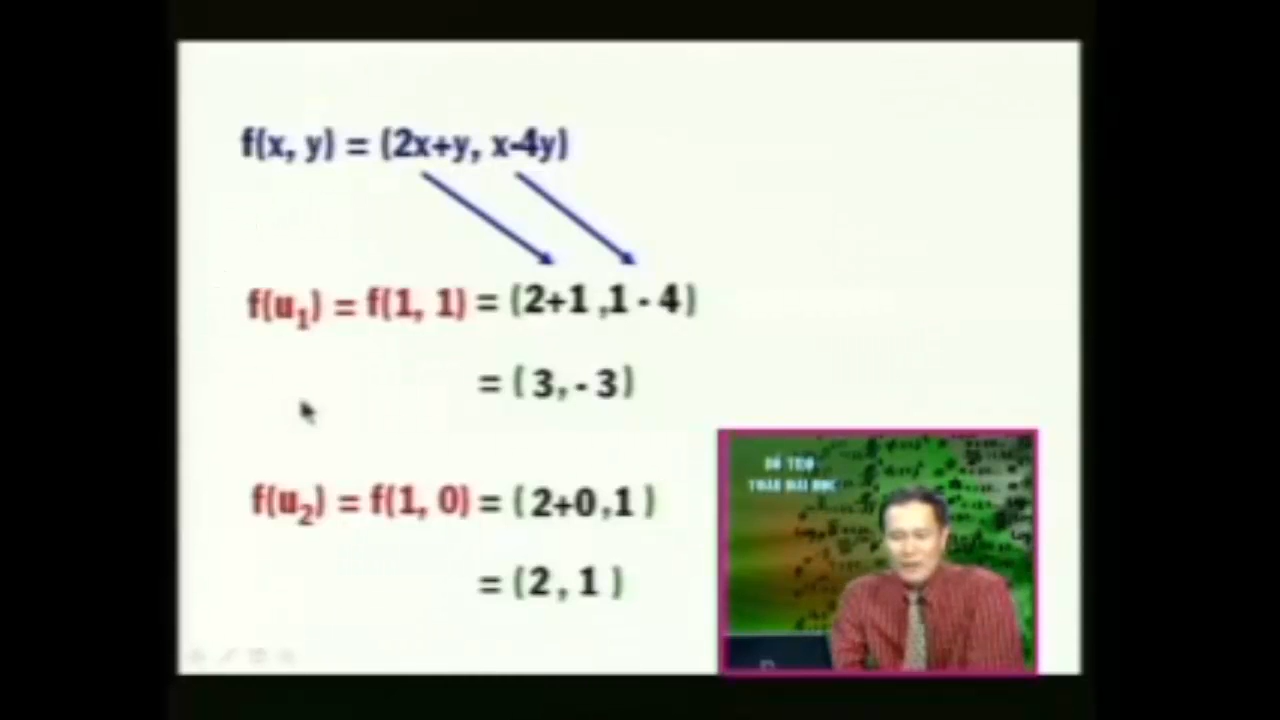 f(x, y) = (2x+y, x-4y)
f(u₁) = f(1, 1) = (2+1 ,1 - 4)
= ( 3, - 3)
f(u₂) = f(1, 0) = ( 2+0 ,1 )
= (2 , 1 )